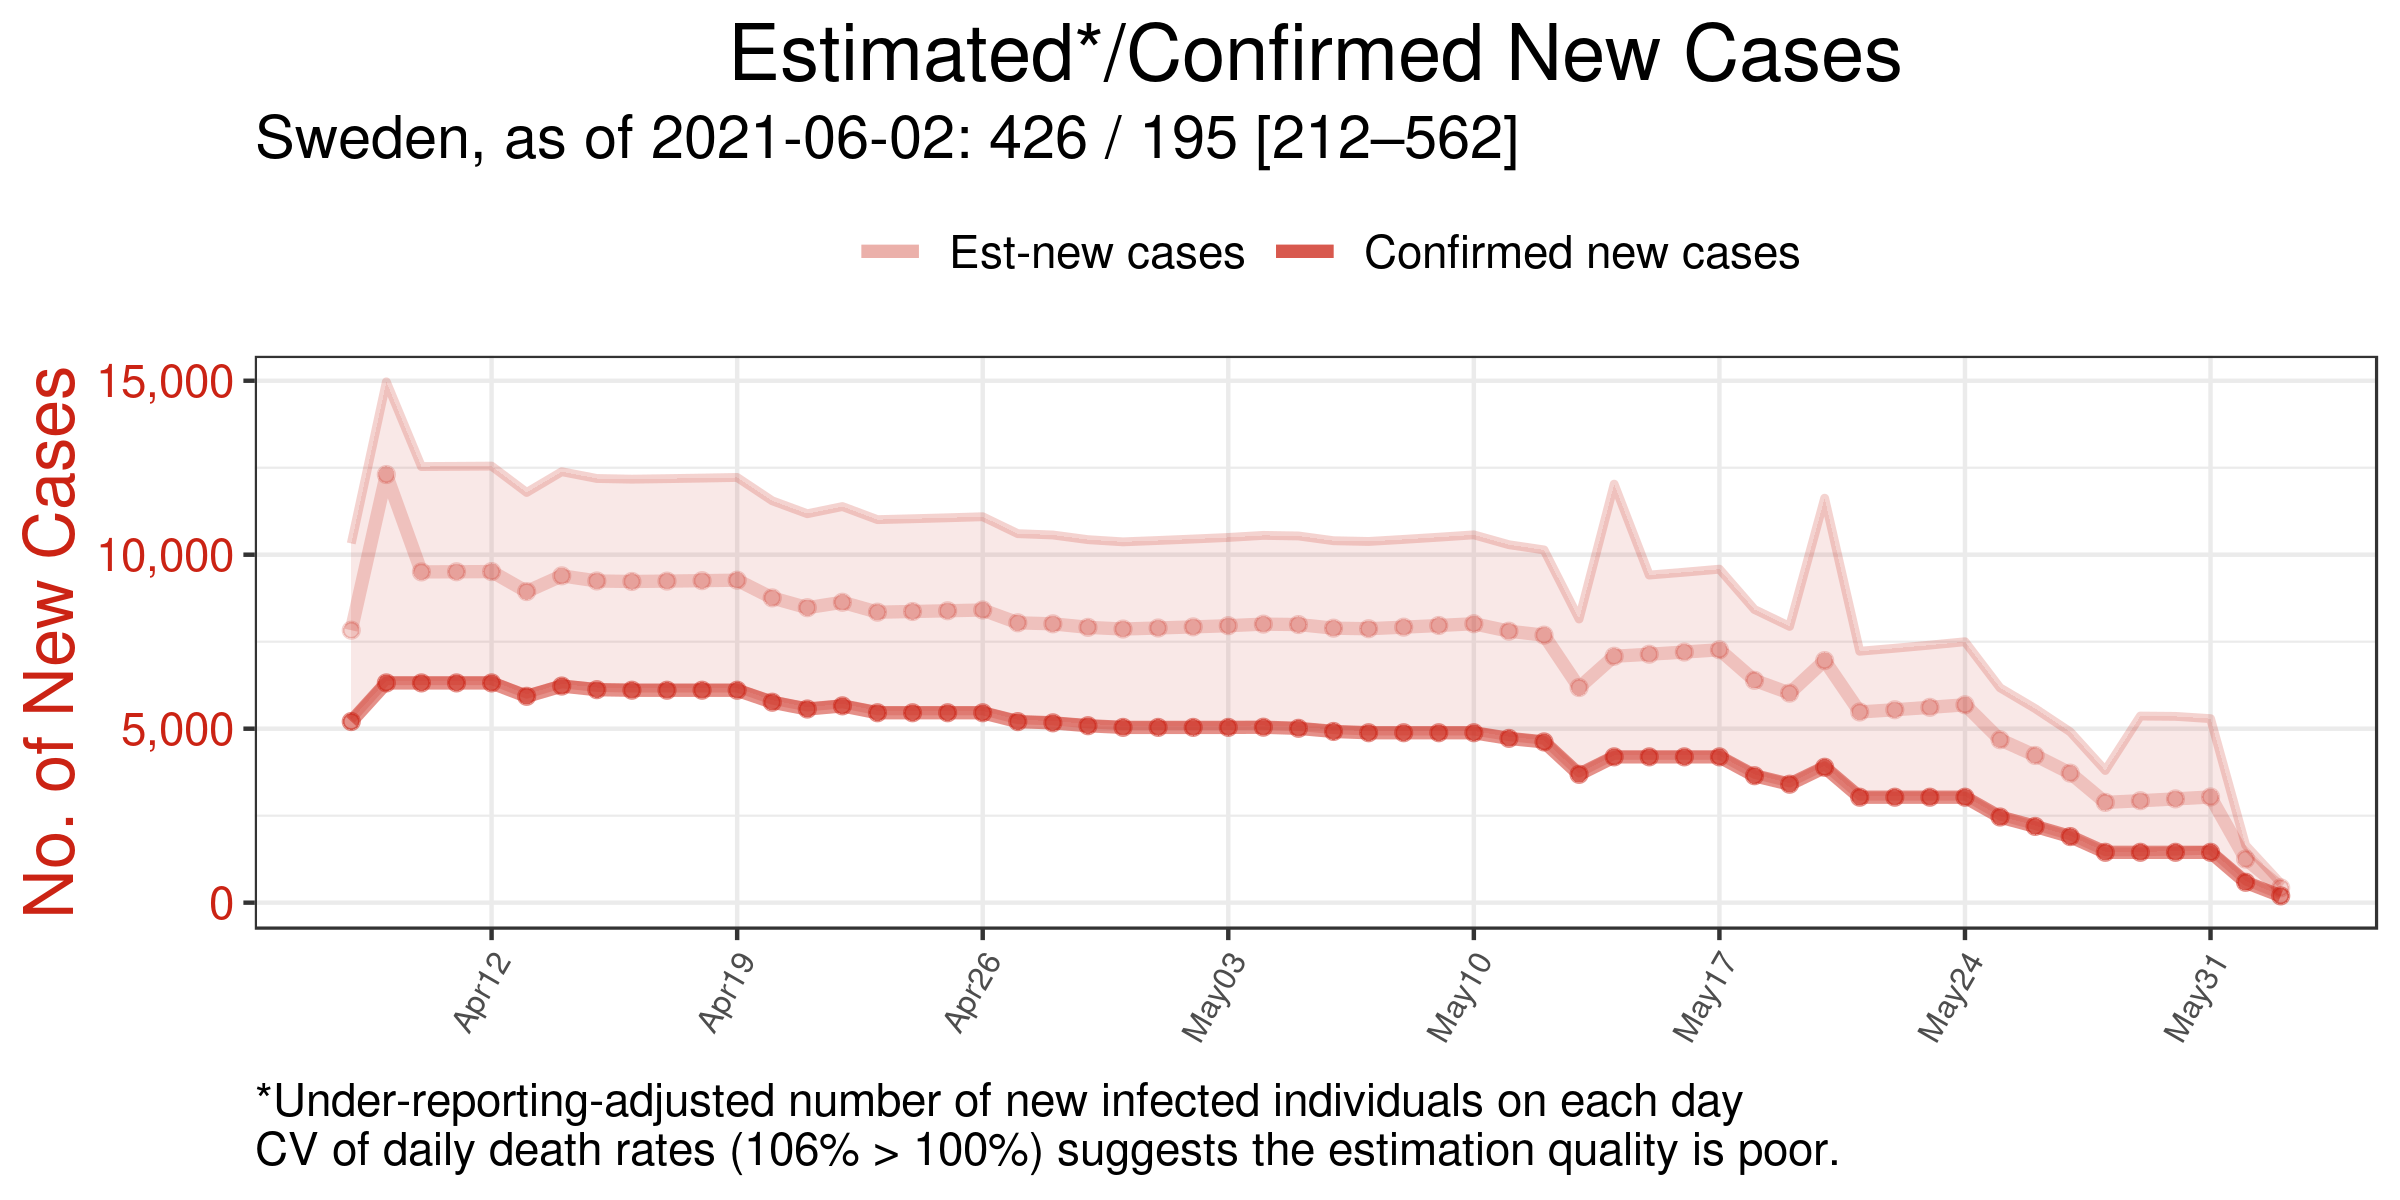 Estimated*/Confirmed New Cases
Sweden, as of 2021-06-02: 426 / 195 [212–562]
Est-new cases
Confirmed new cases
No. of New Cases
15,000
10,000
5,000
0
Apr12
Apr19
Apr26
May03
May10
May17
May24
May31
*Under-reporting-adjusted number of new infected individuals on each day
CV of daily death rates (106% > 100%) suggests the estimation quality is poor.